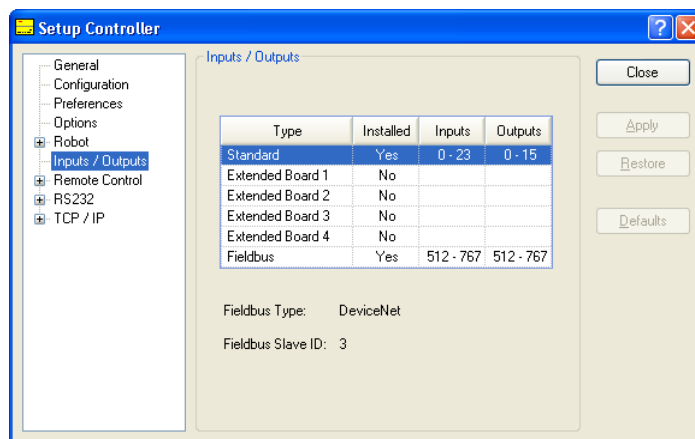 Setup Controller
General
Configuration
Preferences
Options
Robot
Inputs / Outputs
Remote Control
RS232
TCP / IP
Inputs / Outputs
Type Installed Inputs Outputs
Standard Yes 0 - 23 0 - 15
Extended Board 1 No
Extended Board 2 No
Extended Board 3 No
Extended Board 4 No
Fieldbus Yes 512 - 767 512 - 767
Fieldbus Type: DeviceNet
Fieldbus Slave ID: 3
Close
Apply
Restore
Defaults